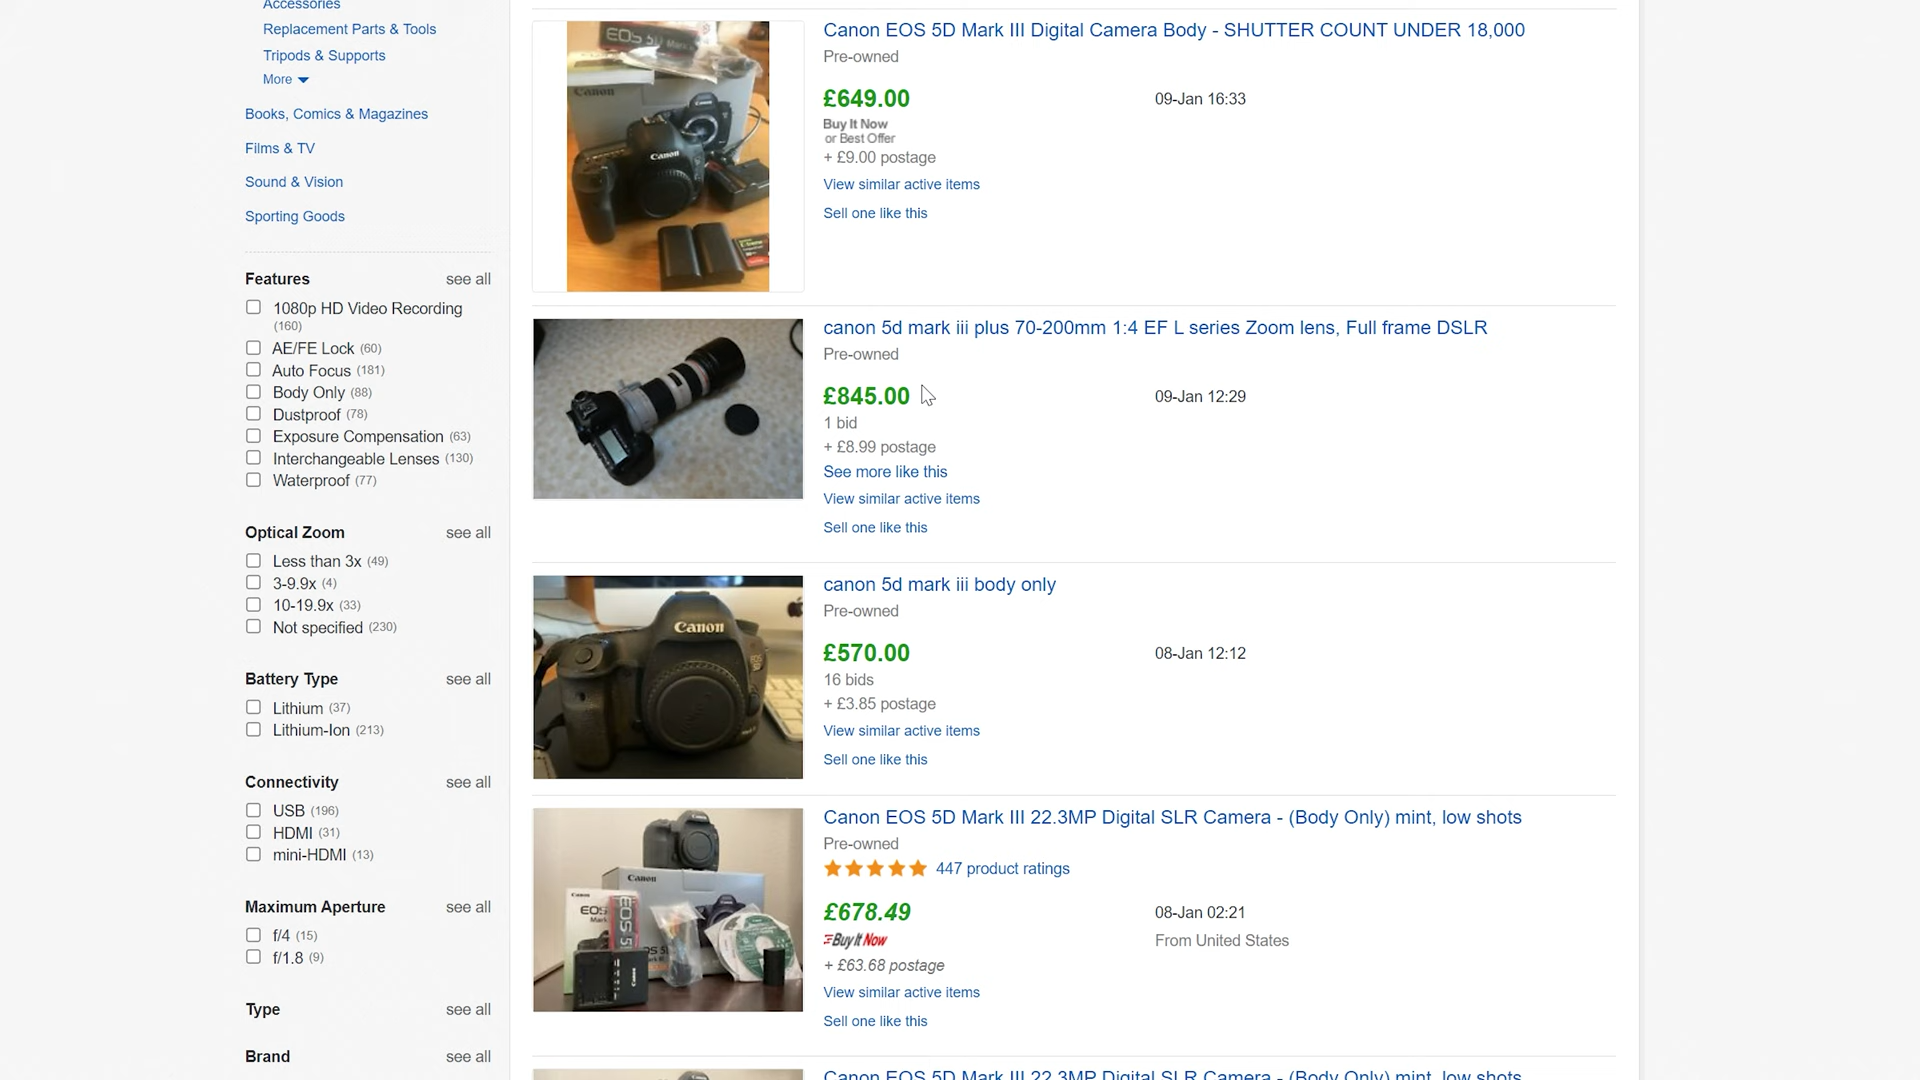 Accessories
Replacement Parts & Tools
Tripods & Supports
More
Books, Comics & Magazines
Films & TV
Sound & Vision
Sporting Goods
Features see all
1080p HD Video Recording
(160)
AE/FE Lock (60)
Auto Focus (181)
Body Only (88)
Dustproof (78)
Exposure Compensation (63)
Interchangeable Lenses (130)
Waterproof (77)
Optical Zoom see all
Less than 3x (49)
3-9.9x (4)
10-19.9x (33)
Not specified (230)
Battery Type see all
Lithium (37)
Lithium-Ion (213)
Connectivity see all
USB (196)
HDMI (31)
mini-HDMI (13)
Maximum Aperture see all
f/4 (15)
f/1.8 (9)
Type see all
Brand see all
EOS 5D Mark
Canon
Canon
Canon EOS 5D Mark III Digital Camera Body - SHUTTER COUNT UNDER 18,000
Pre-owned
£649.00 09-Jan 16:33
Buy It Now
or Best Offer
+ £9.00 postage
View similar active items
Sell one like this
canon 5d mark iii plus 70-200mm 1:4 EF L series Zoom lens, Full frame DSLR
Pre-owned
£845.00 09-Jan 12:29
1 bid
+ £8.99 postage
See more like this
View similar active items
Sell one like this
Canon
canon 5d mark iii body only
Pre-owned
£570.00 08-Jan 12:12
16 bids
+ £3.85 postage
View similar active items
Sell one like this
Canon
EOS
EOS 5
Canon
Canon EOS 5D Mark III 22.3MP Digital SLR Camera - (Body Only) mint, low shots
Pre-owned
447 product ratings
£678.49 08-Jan 02:21
Buy It Now From United States
+ £63.68 postage
View similar active items
Sell one like this
Canon EOS 5D Mark III 22.3MP Digital SLR Camera - (Body Only) mint, low shots